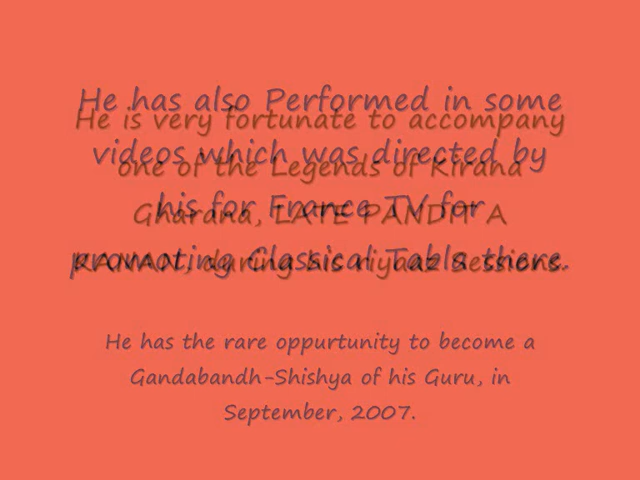 He has also Performed in some
He is very fortunate to accompany
videos which was directed by
one of the Legends of Kirana
his for France TV for
Gharana, LATE PANDIT A
promoting Classical Tabla there.
KANAN, during his riyaaz sessions.
He has the rare oppurtunity to become a
Gandabandh-Shishya of his Guru, in
September, 2007.